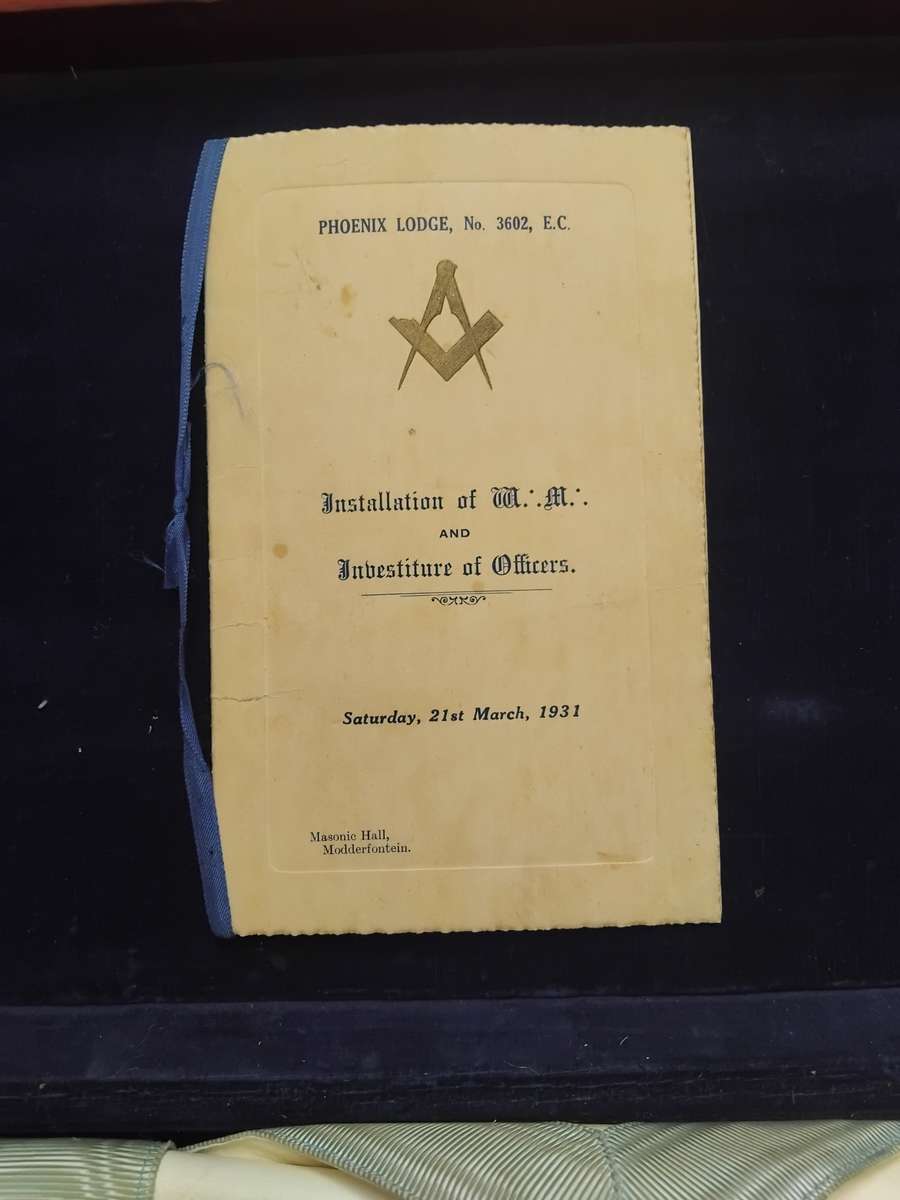 PHOENIX LODGE, No. 3602, E.C.
Installation of W∴M∴
AND
Investiture of Officers.
Saturday, 21st March, 1931
Masonic Hall,
Modderfontein.